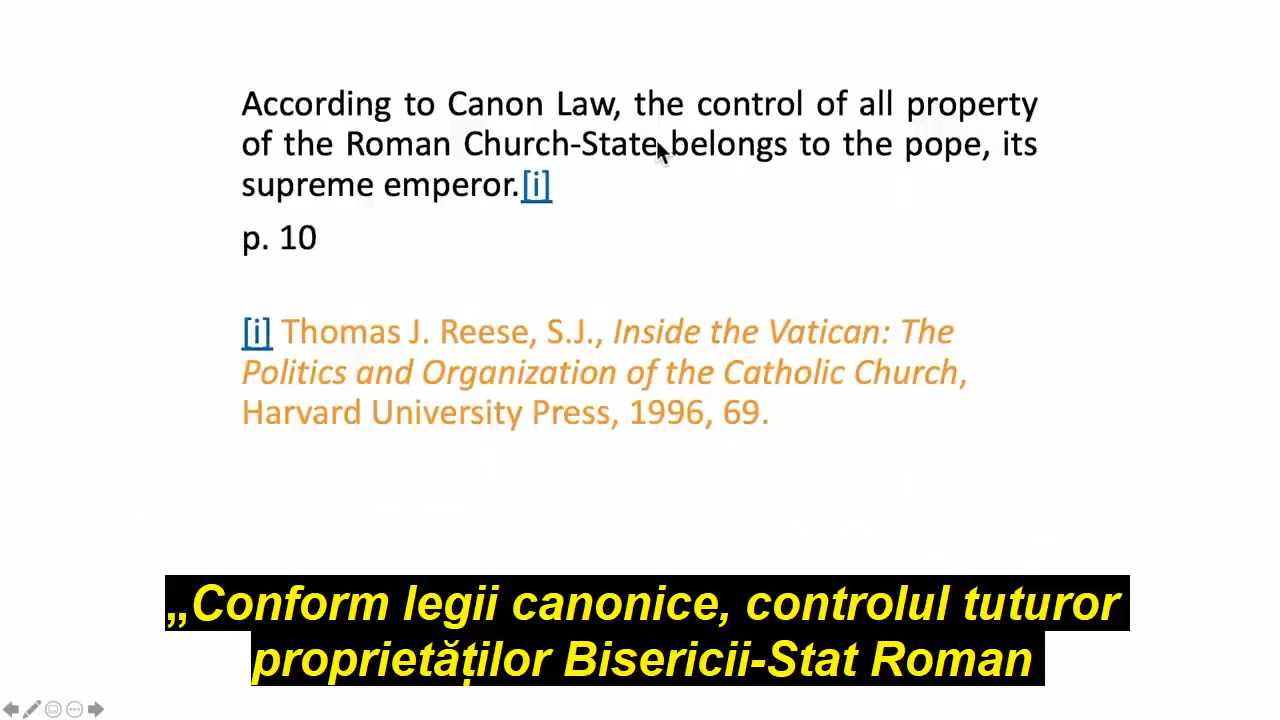 According to Canon Law, the control of all property
of the Roman Church-State belongs to the pope, its
supreme emperor.[i]
p. 10
[i] Thomas J. Reese, S.J., Inside the Vatican: The
Politics and Organization of the Catholic Church,
Harvard University Press, 1996, 69.
„Conform legii canonice, controlul tuturor
proprietăților Bisericii-Stat Roman